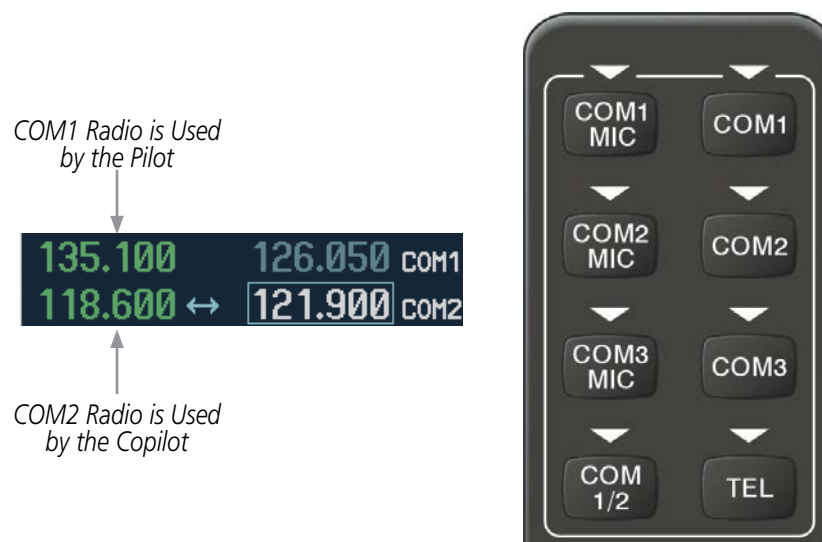 COM1 Radio is Used
by the Pilot
135.100 126.050 COM1
118.600 ↔ 121.900 COM2
COM2 Radio is Used
by the Copilot
COM1
MIC
COM1
COM2
MIC
COM2
COM3
MIC
COM3
COM
1/2
TEL